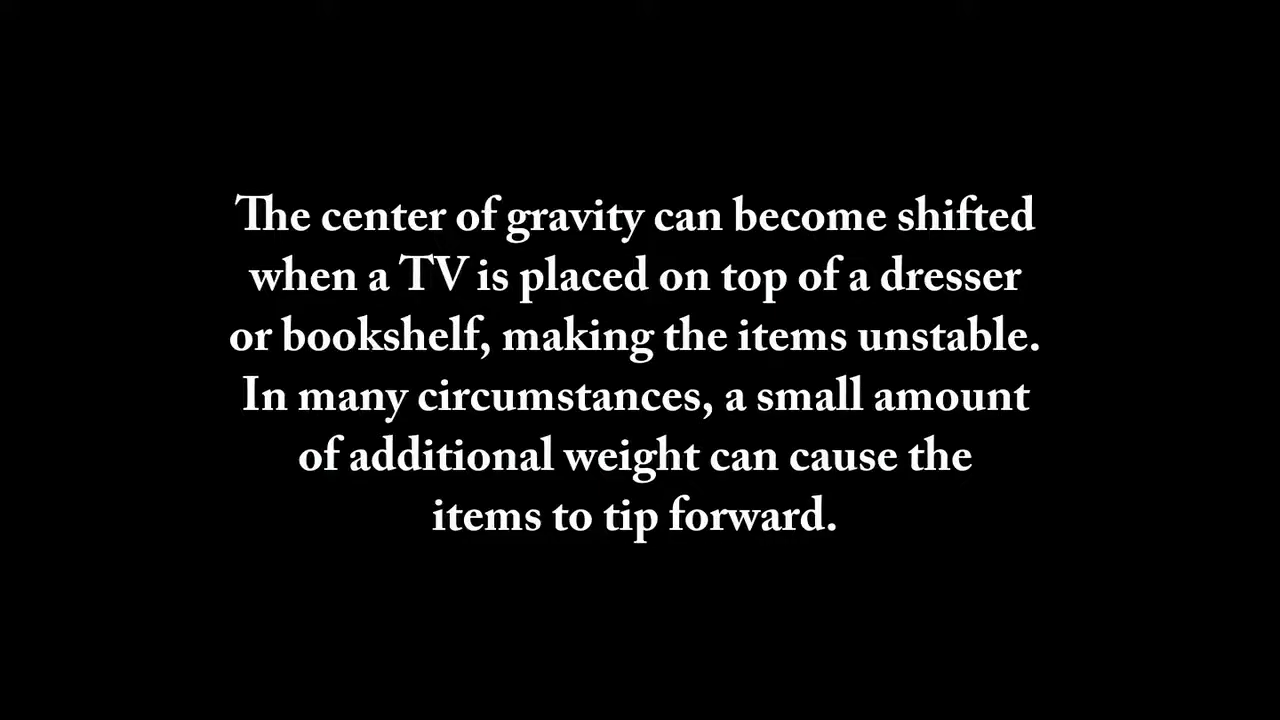 The center of gravity can become shifted
when a TV is placed on top of a dresser
or bookshelf, making the items unstable.
In many circumstances, a small amount
of additional weight can cause the
items to tip forward.